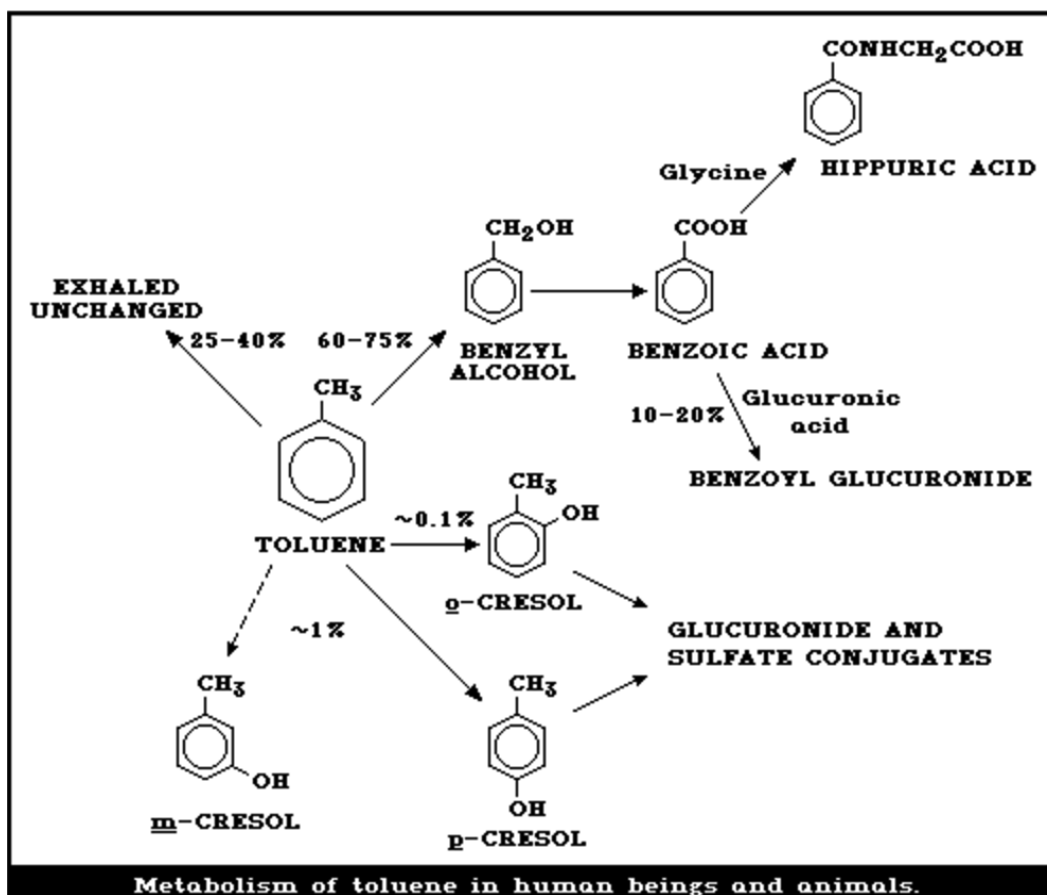 CONHCH2COOH
Glycine
HIPPURIC ACID
CH2OH
COOH
EXHALED
UNCHANGED
25-40%
60-75%
BENZYL
ALCOHOL
BENZOIC ACID
CH3
10-20%
Glucuronic
acid
BENZOYL GLUCURONIDE
TOLUENE
~0.1%
CH3
OH
o-CRESOL
~1%
GLUCURONIDE AND
SULFATE CONJUGATES
CH3
OH
m-CRESOL
CH3
OH
p-CRESOL
Metabolism of toluene in human beings and animals.